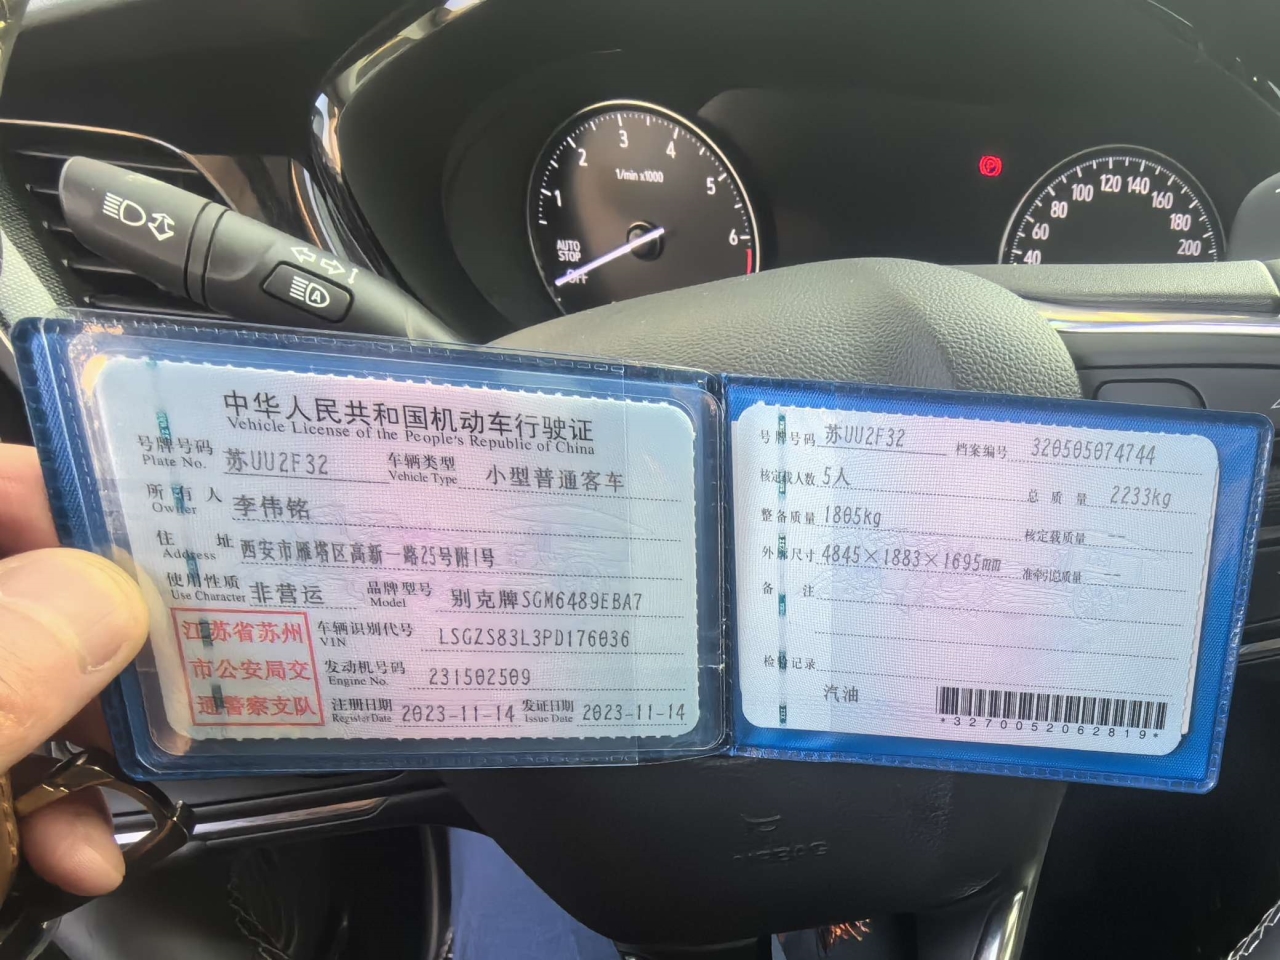 1/min x1000
1
2
3
4
5
6
AUTO
STOP
OFF
40
60
80
100
120
140
160
180
200
P
A
中华人民共和国机动车行驶证
Vehicle License of the People's Republic of China
号牌号码 苏UU2F32 车辆类型 小型普通客车
Plate No. Vehicle Type
所有人 李伟铭
Owner
住址 西安市雁塔区高新一路25号附1号
Address
使用性质 非营运 品牌型号 别克牌SGM6489EBA7
Use Character Model
江苏省苏州
市公安局交
通警察支队
车辆识别代号 LSGZS83L3PD176036
VIN
发动机号码 231502509
Engine No.
注册日期 2023-11-14 发证日期 2023-11-14
Register Date Issue Date
号牌号码 苏UU2F32 档案编号 320505074744
核定载人数 5人 总质量 2233kg
整备质量 1805kg 核定载质量 --
外廓尺寸 4845×1883×1695mm 准牵引总质量 --
备注
检验记录
汽油
*3270052062819*